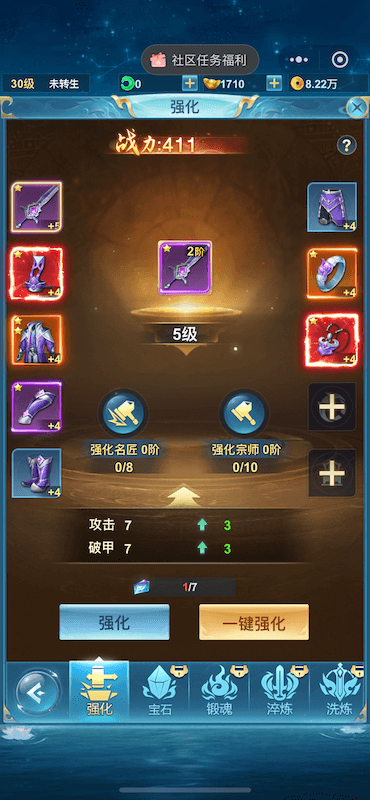 社区任务福利
30级 未转生 0 1710 8.22万
强化
战力:411 ?
+5 +4
2阶
+4 +4
+4 +4
5级
+4
强化名匠 0阶 强化宗师 0阶
0/8 0/10
+4
攻击 7 3
破甲 7 3
1/7
强化 一键强化
强化 宝石 锻魂 淬炼 洗炼